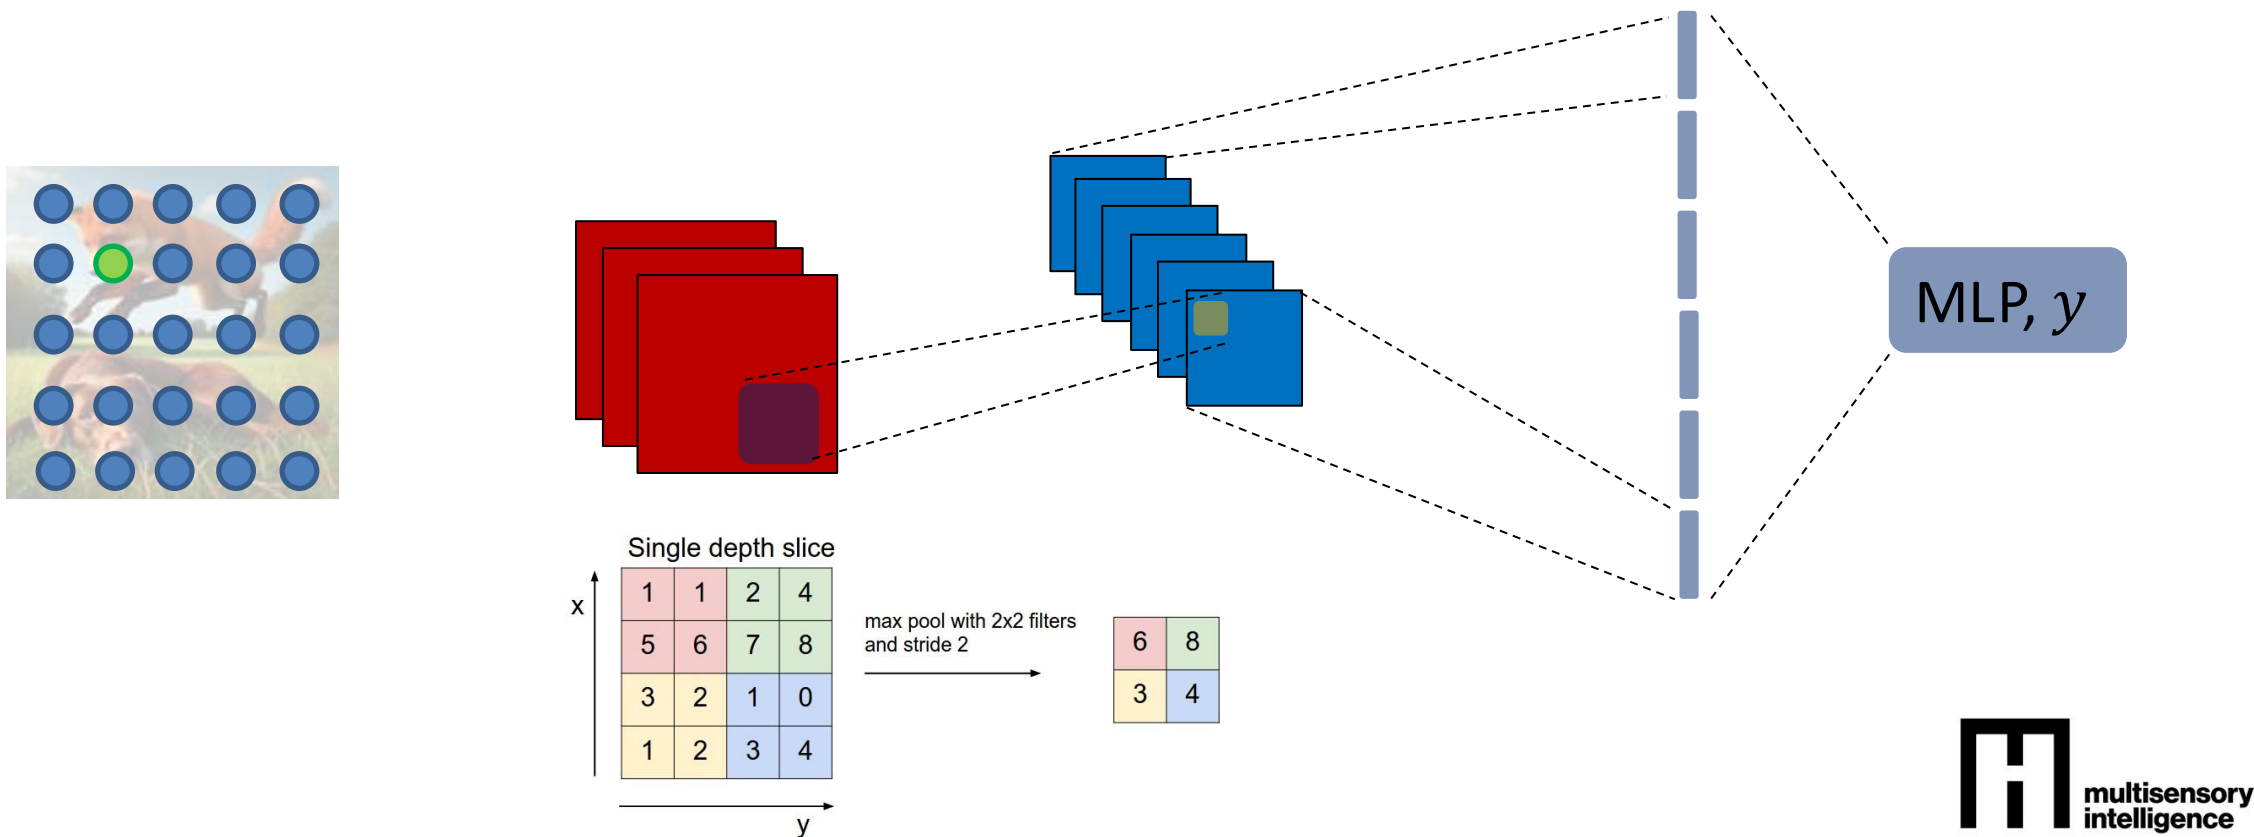 MLP, y
Single depth slice
x
1 1 2 4
5 6 7 8
3 2 1 0
1 2 3 4
y
max pool with 2x2 filters
and stride 2
6 8
3 4
multisensory
intelligence